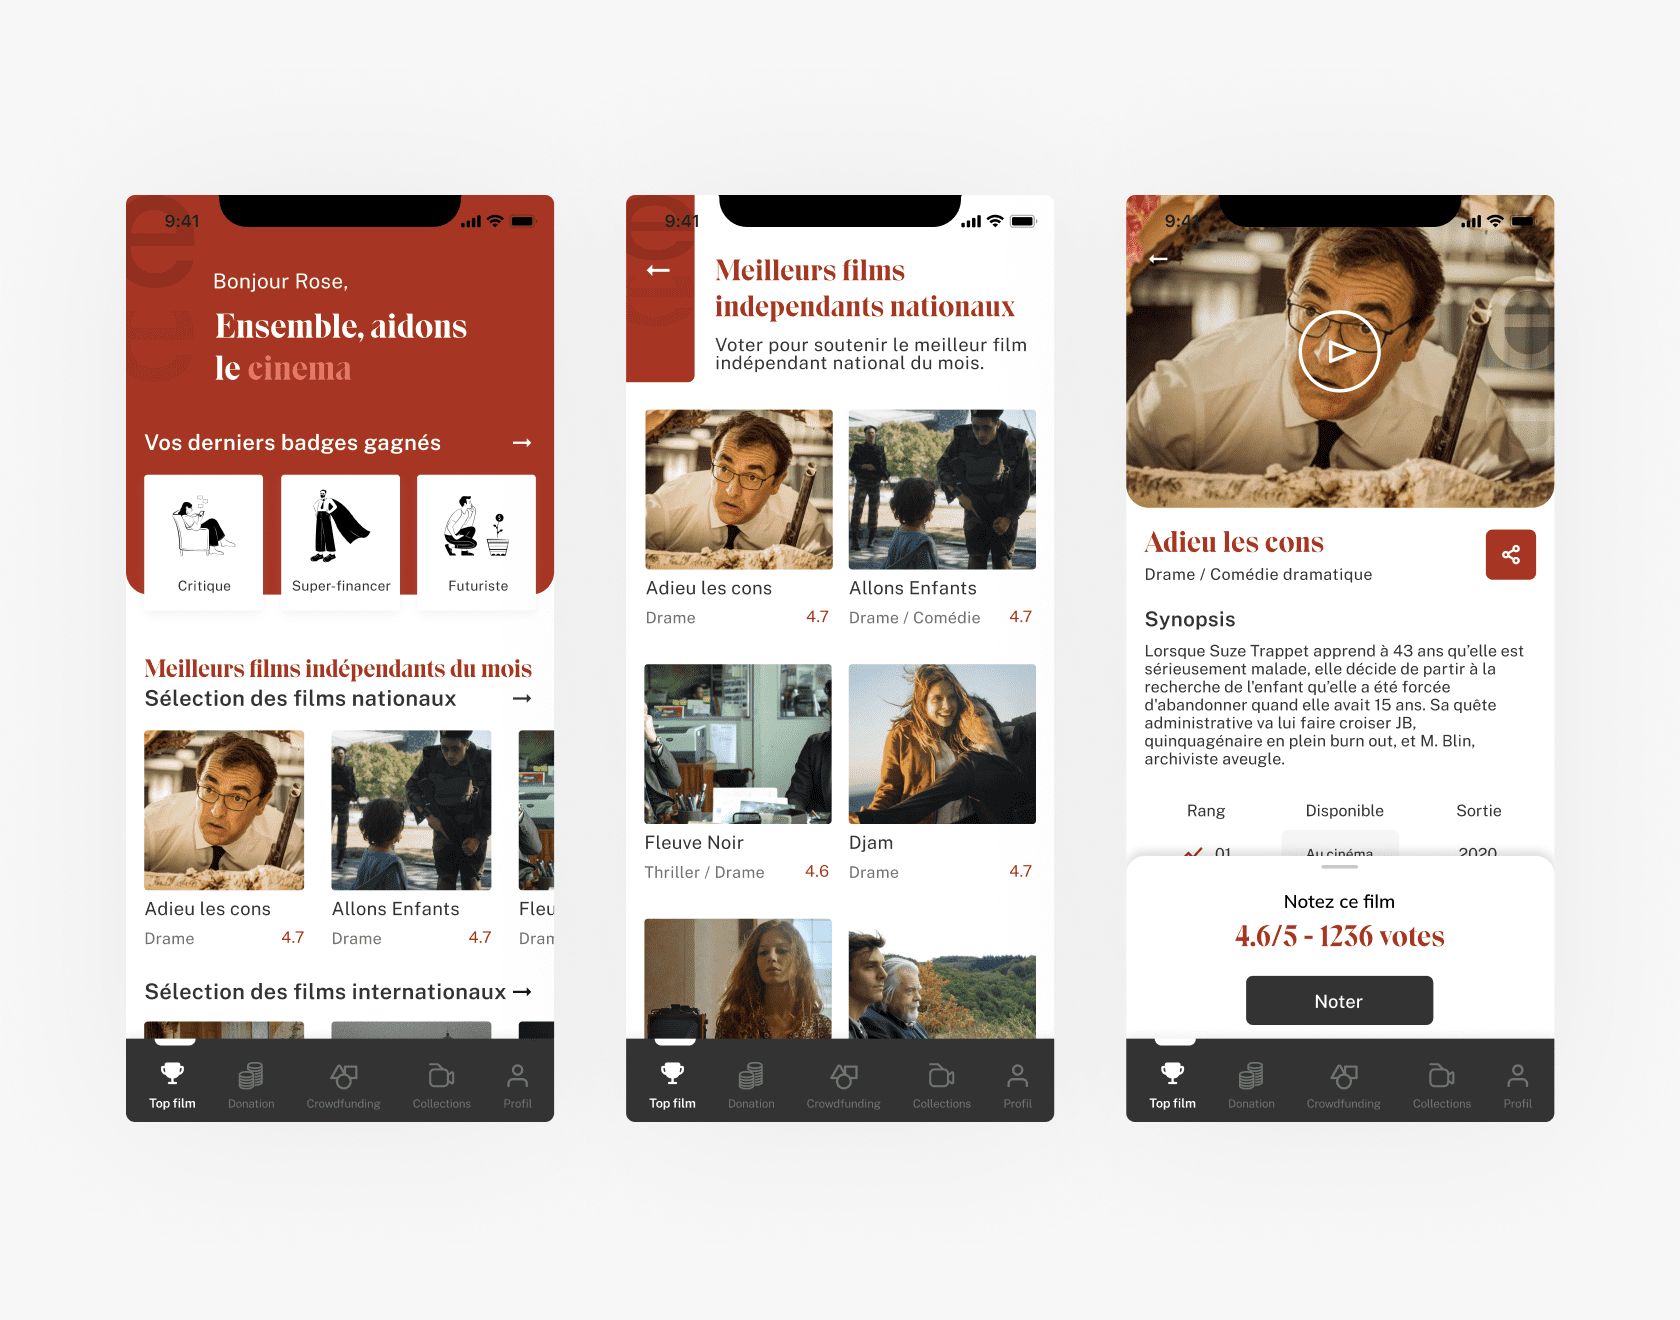 9:41
Bonjour Rose,
Ensemble, aidons
le cinema
Vos derniers badges gagnés
Critique
Super-financer
Futuriste
Meilleurs films indépendants du mois
Sélection des films nationaux
Adieu les cons
Drame 4.7
Allons Enfants
Drame 4.7
Fleu
Dram
Sélection des films internationaux
Top film
Donation
Crowdfunding
Collections
Profil
9:41
Meilleurs films
independants nationaux
Voter pour soutenir le meilleur film
indépendant national du mois.
Adieu les cons
Drame 4.7
Allons Enfants
Drame / Comédie 4.7
Fleuve Noir
Thriller / Drame 4.6
Djam
Drame 4.7
Top film
Donation
Crowdfunding
Collections
Profil
9:41
Adieu les cons
Drame / Comédie dramatique
Synopsis
Lorsque Suze Trappet apprend à 43 ans qu'elle est
sérieusement malade, elle décide de partir à la
recherche de l'enfant qu'elle a été forcée
d'abandonner quand elle avait 15 ans. Sa quête
administrative va lui faire croiser JB,
quinquagénaire en plein burn out, et M. Blin,
archiviste aveugle.
Rang
Disponible
Sortie
01
Au cinéma
2020
Notez ce film
4.6/5 - 1236 votes
Noter
Top film
Donation
Crowdfunding
Collections
Profil